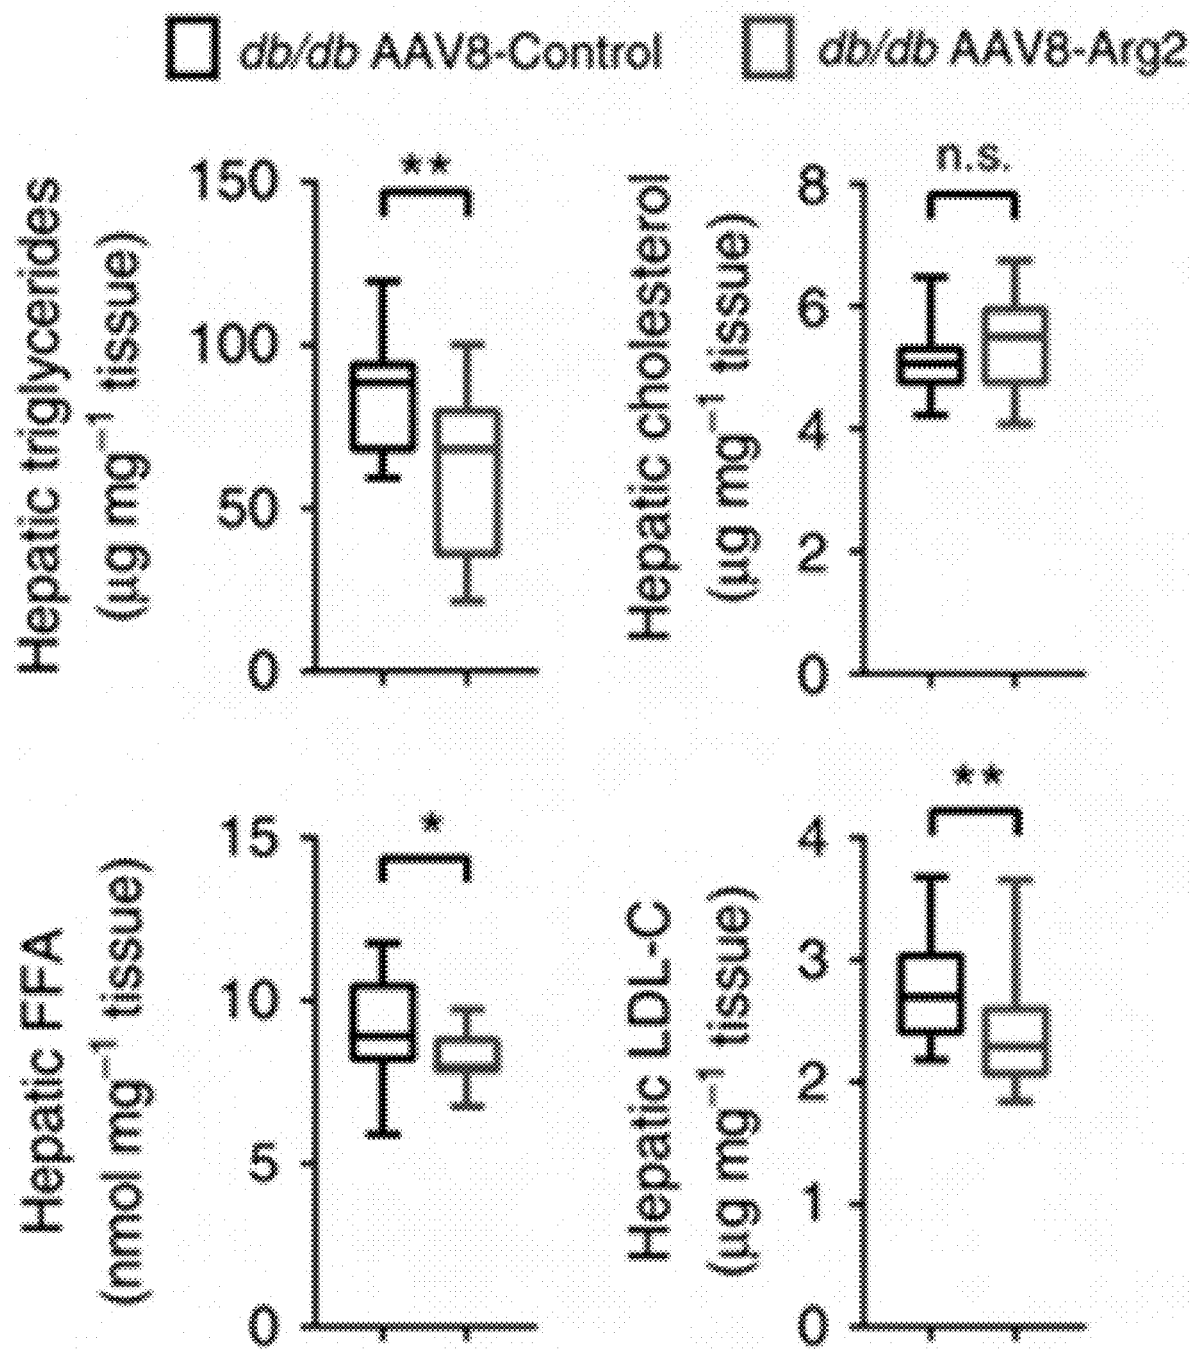 db/db AAV8-Control
db/db AAV8-Arg2
Hepatic triglycerides
(µg mg⁻¹ tissue)
150
100
50
0
**
Hepatic cholesterol
(µg mg⁻¹ tissue)
8
6
4
2
0
n.s.
Hepatic FFA
(nmol mg⁻¹ tissue)
15
10
5
0
*
Hepatic LDL-C
(µg mg⁻¹ tissue)
4
3
2
1
0
**